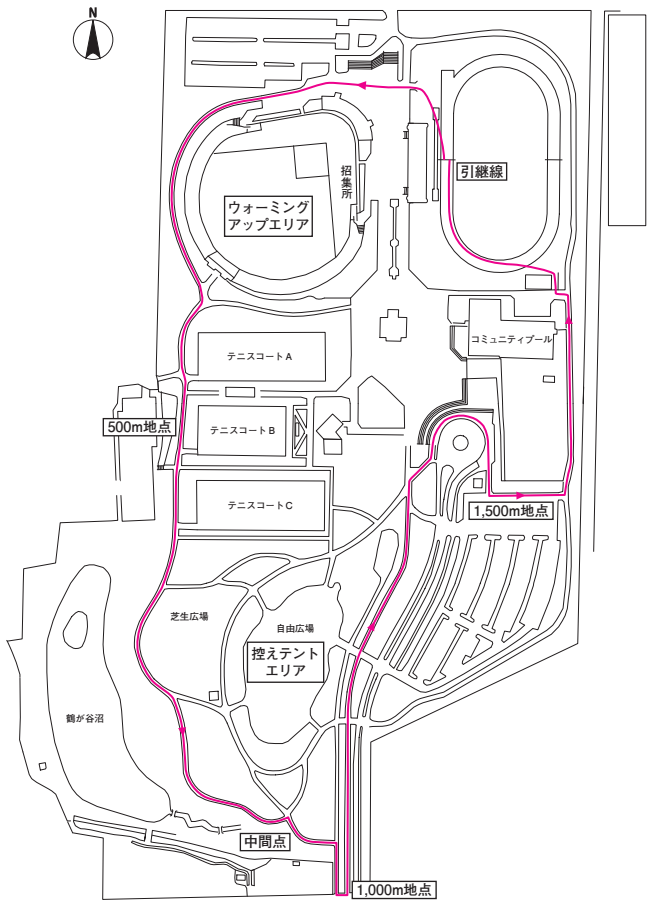 N
引継線
招集所
ウォーミング
アップエリア
コミュニティプール
テニスコートA
500m地点
テニスコートB
テニスコートC
1,500m地点
芝生広場
自由広場
控えテント
エリア
鶴が谷沼
中間点
1,000m地点